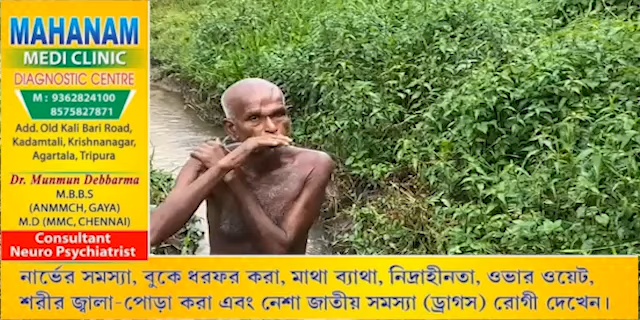 MAHANAM
MEDI CLINIC
DIAGNOSTIC CENTRE
M : 9362824100
8575827871
Add. Old Kali Bari Road,
Kadamtali, Krishnanagar,
Agartala, Tripura
Dr. Munmun Debbarma
M.B.B.S
(ANMMCH, GAYA)
M.D (MMC, CHENNAI)
Consultant
Neuro Psychiatrist
নার্ভের সমস্যা, বুকে ধরফর করা, মাথা ব্যাথা, নিদ্রাহীনতা, ওভার ওয়েট,
শরীর জ্বালা-পোড়া করা এবং নেশা জাতীয় সমস্যা (ড্রাগস) রোগী দেখেন।